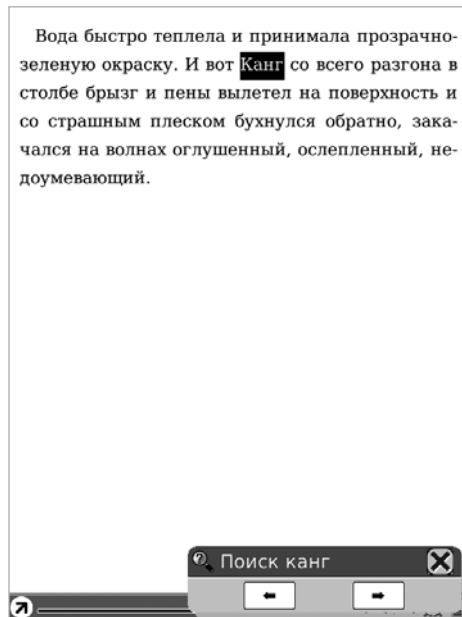 Вода быстро теплела и принимала прозрачно-
зеленую окраску. И вот Канг со всего разгона в
столбе брызг и пены вылетел на поверхность и
со страшным плеском бухнулся обратно, зака-
чался на волнах оглушенный, ослепленный, не-
доумевающий.
Поиск канг